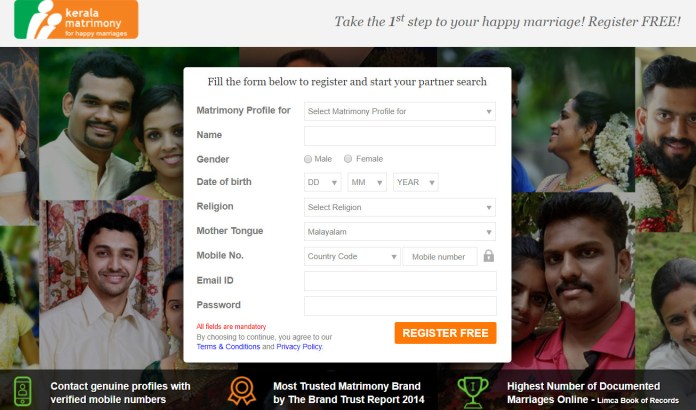 kerala
matrimony
for happy marriages
Take the 1st step to your happy marriage! Register FREE!
Fill the form below to register and start your partner search
Matrimony Profile for Select Matrimony Profile for
Name
Gender Male Female
Date of birth DD MM YEAR
Religion Select Religion
Mother Tongue Malayalam
Mobile No. Country Code Mobile number
Email ID
Password
All fields are mandatory
By choosing to continue, you agree to our
Terms & Conditions and Privacy Policy.
REGISTER FREE
Contact genuine profiles with
verified mobile numbers
Most Trusted Matrimony Brand
by The Brand Trust Report 2014
Highest Number of Documented
Marriages Online - Limca Book of Records